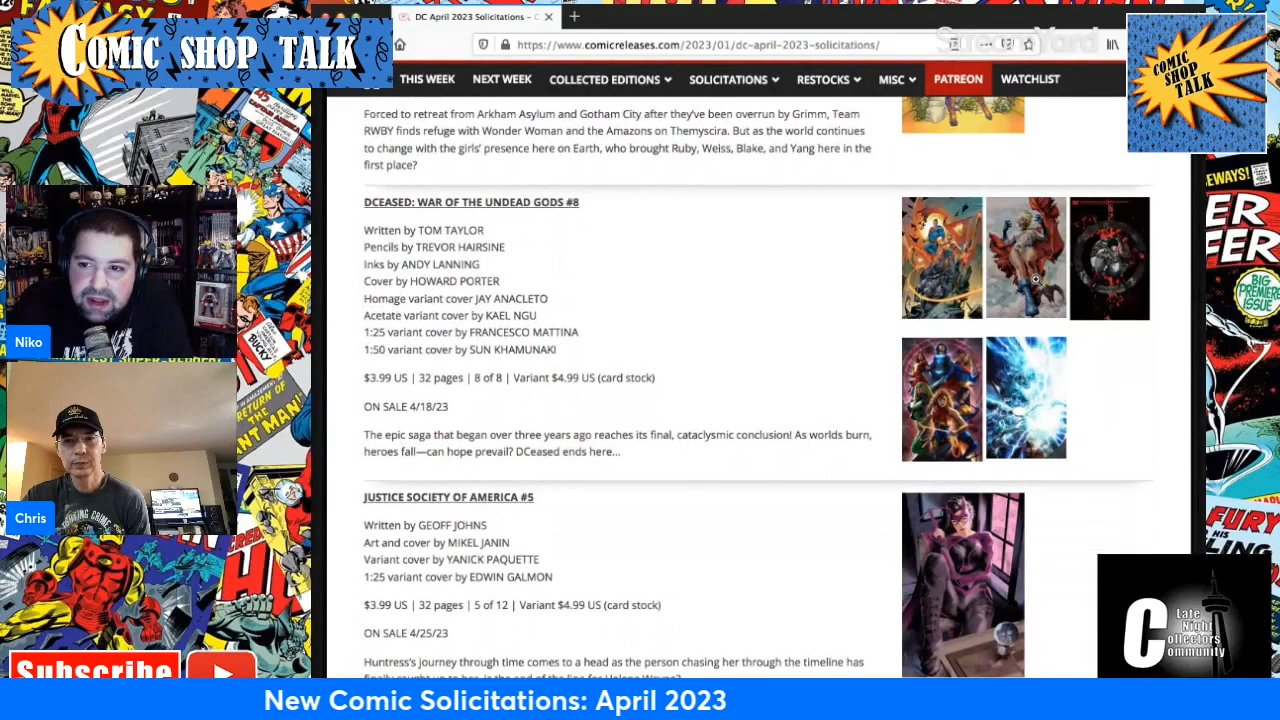 COMIC SHOP TALK
DC April 2023 Solicitations – C
https://www.comicreleases.com/2023/01/dc-april-2023-solicitations/
THIS WEEK NEXT WEEK COLLECTED EDITIONS SOLICITATIONS RESTOCKS MISC PATREON WATCHLIST
COMIC
SHOP
TALK
Forced to retreat from Arkham Asylum and Gotham City after they've been overrun by Grimm, Team
RWBY finds refuge with Wonder Woman and the Amazons on Themyscira. But as the world continues
to change with the girls' presence here on Earth, who brought Ruby, Weiss, Blake, and Yang here in the
first place?
DCEASED: WAR OF THE UNDEAD GODS #8
Written by TOM TAYLOR
Pencils by TREVOR HAIRSINE
Inks by ANDY LANNING
Cover by HOWARD PORTER
Homage variant cover JAY ANACLETO
Acetate variant cover by KAEL NGU
1:25 variant cover by FRANCESCO MATTINA
1:50 variant cover by SUN KHAMUNAKI
$3.99 US | 32 pages | 8 of 8 | Variant $4.99 US (card stock)
ON SALE 4/18/23
The epic saga that began over three years ago reaches its final, cataclysmic conclusion! As worlds burn,
heroes fall—can hope prevail? DCeased ends here...
JUSTICE SOCIETY OF AMERICA #5
Written by GEOFF JOHNS
Art and cover by MIKEL JANIN
Variant cover by YANICK PAQUETTE
1:25 variant cover by EDWIN GALMON
$3.99 US | 32 pages | 5 of 12 | Variant $4.99 US (card stock)
ON SALE 4/25/23
Huntress's journey through time comes to a head as the person chasing her through the timeline has
Niko
Chris
BUCKY
RETURN OF
THE
ANT MAN!
BIG
PREMIERE
ISSUE
FURY
HIS
Late
Night
Collectors
Community
Subscribe
New Comic Solicitations: April 2023